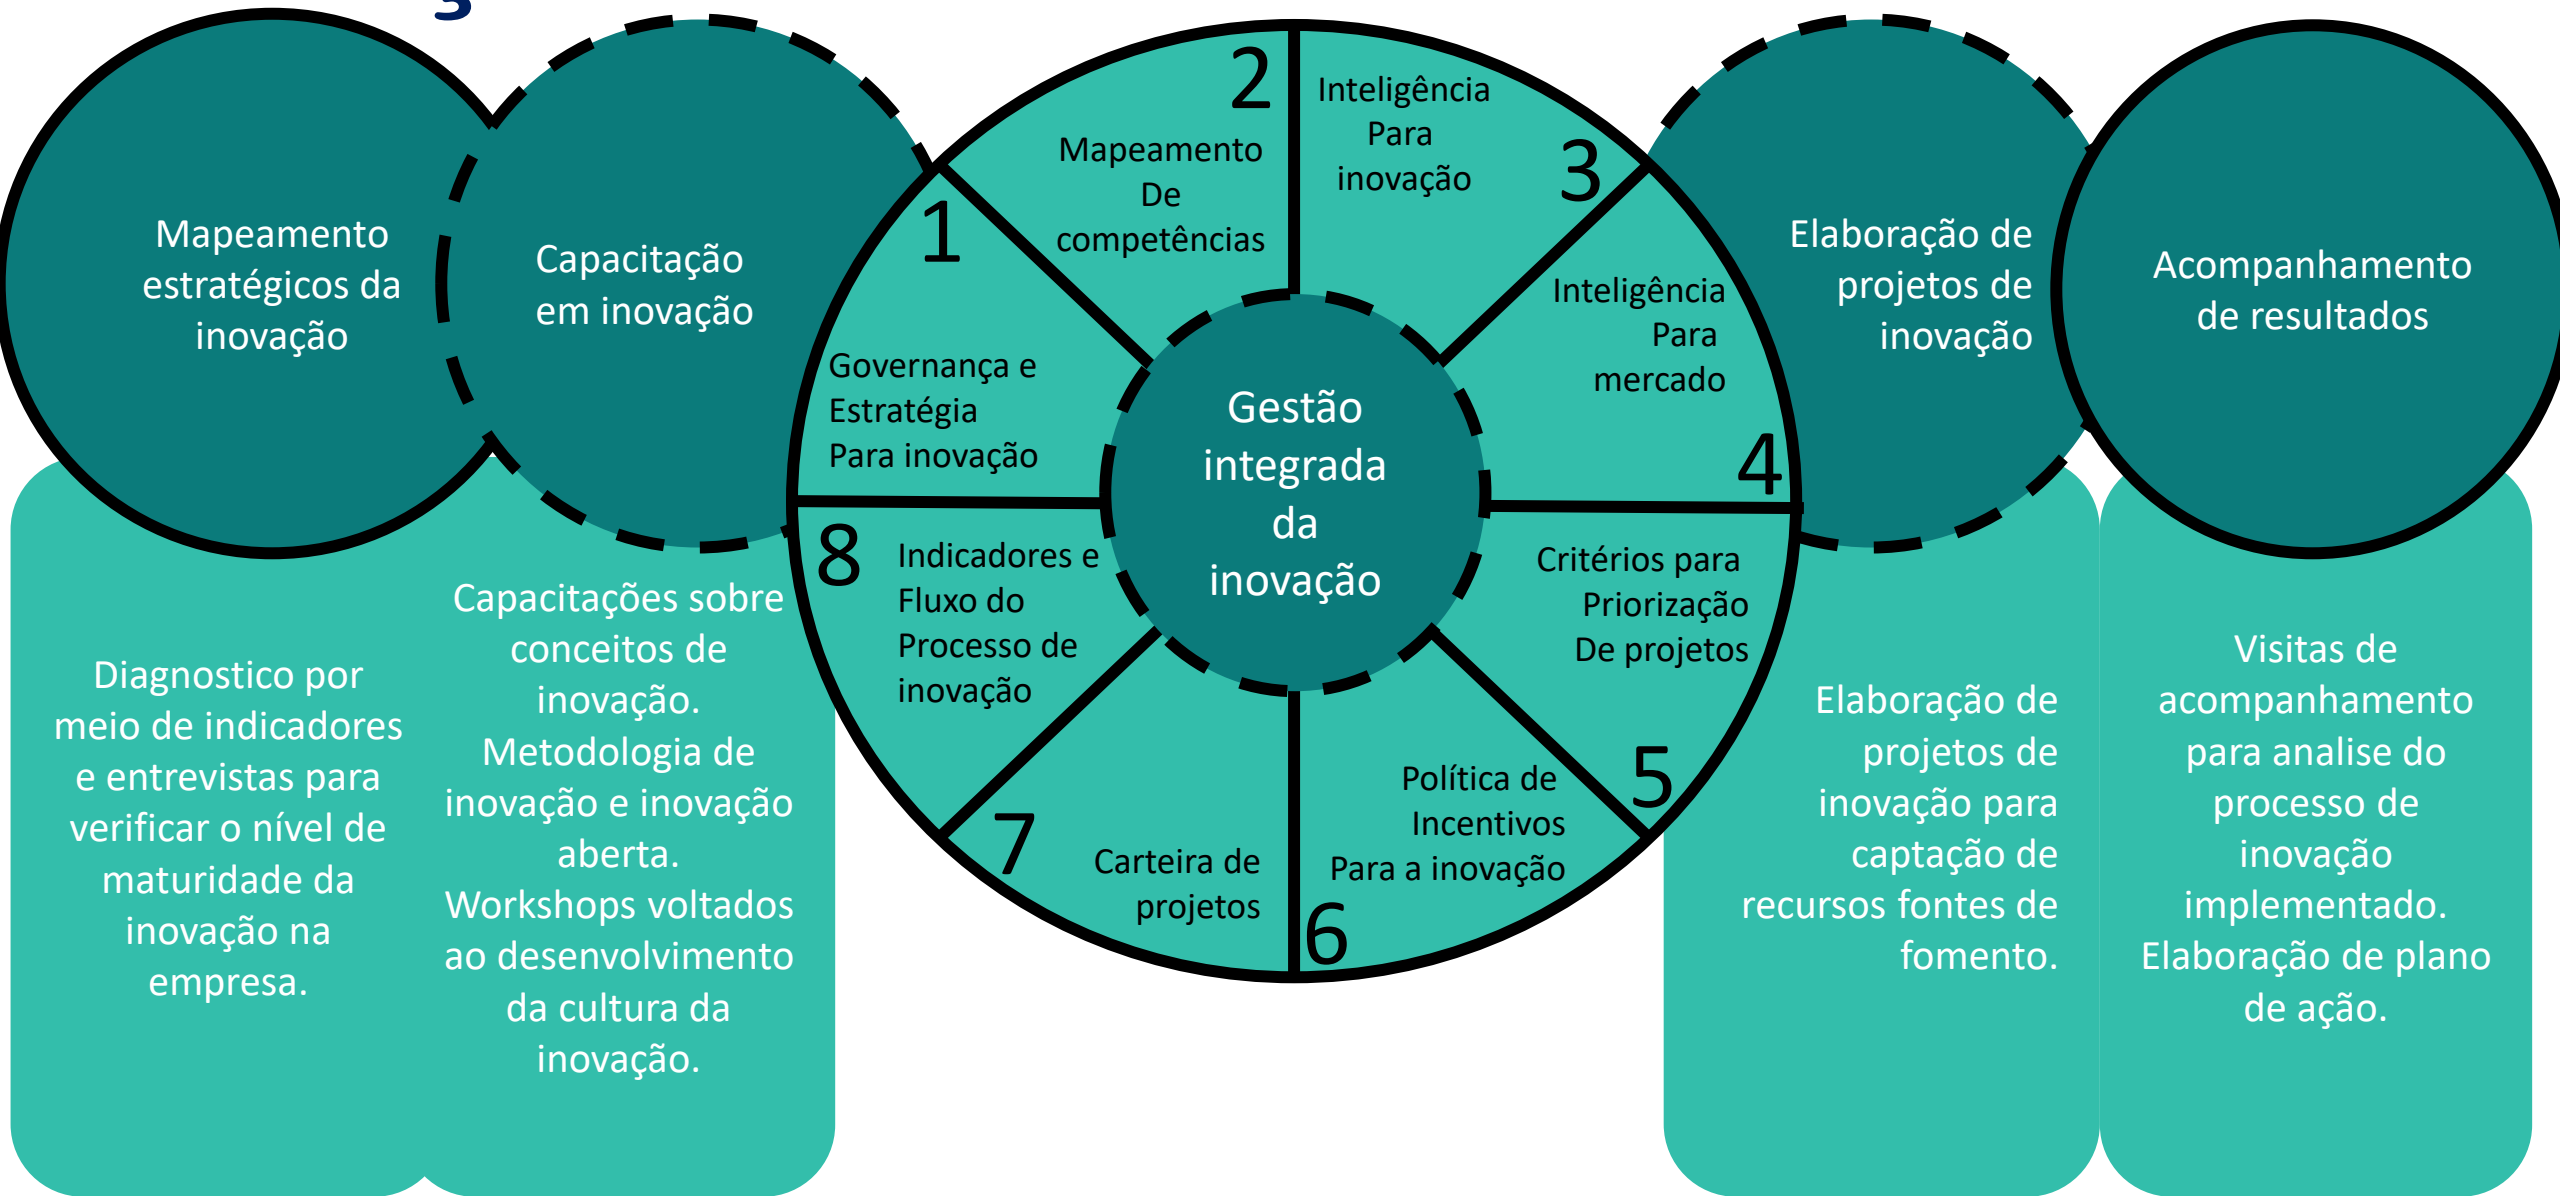 Mapeamento
estratégicos da
inovação
Diagnostico por
meio de indicadores
e entrevistas para
verificar o nível de
maturidade da
inovação na
empresa.
Capacitação
em inovação
Capacitações sobre
conceitos de
inovação.
Metodologia de
inovação e inovação
aberta.
Workshops voltados
ao desenvolvimento
da cultura da
inovação.
Gestão
integrada
da
inovação
1
Governança e
Estratégia
Para inovação
2
Mapeamento
De
competências
Inteligência
Para
inovação
3
Inteligência
Para
mercado
4
Critérios para
Priorização
De projetos
5
Política de
Incentivos
Para a inovação
6
7
Carteira de
projetos
8
Indicadores e
Fluxo do
Processo de
inovação
Elaboração de
projetos de
inovação
Elaboração de
projetos de
inovação para
captação de
recursos fontes de
fomento.
Acompanhamento
de resultados
Visitas de
acompanhamento
para analise do
processo de
inovação
implementado.
Elaboração de plano
de ação.